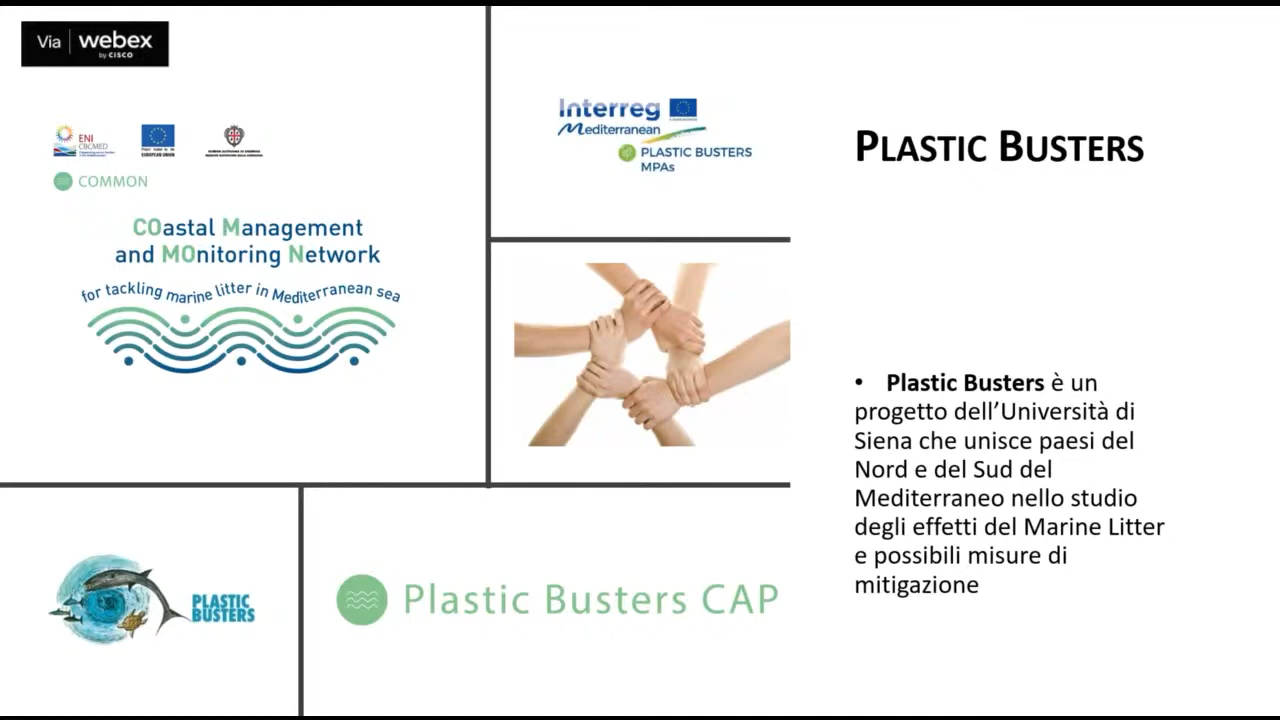 Via webex
by CISCO
ENI
CBCMED
EUROPEAN UNION
COMMON
COastal Management
and MOnitoring Network
for tackling marine litter in Mediterranean sea
Interreg
Mediterranean
PLASTIC BUSTERS
MPAs
PLASTIC BUSTERS
• Plastic Busters è un
progetto dell’Università di
Siena che unisce paesi del
Nord e del Sud del
Mediterraneo nello studio
degli effetti del Marine Litter
e possibili misure di
mitigazione
PLASTIC
BUSTERS
Plastic Busters CAP